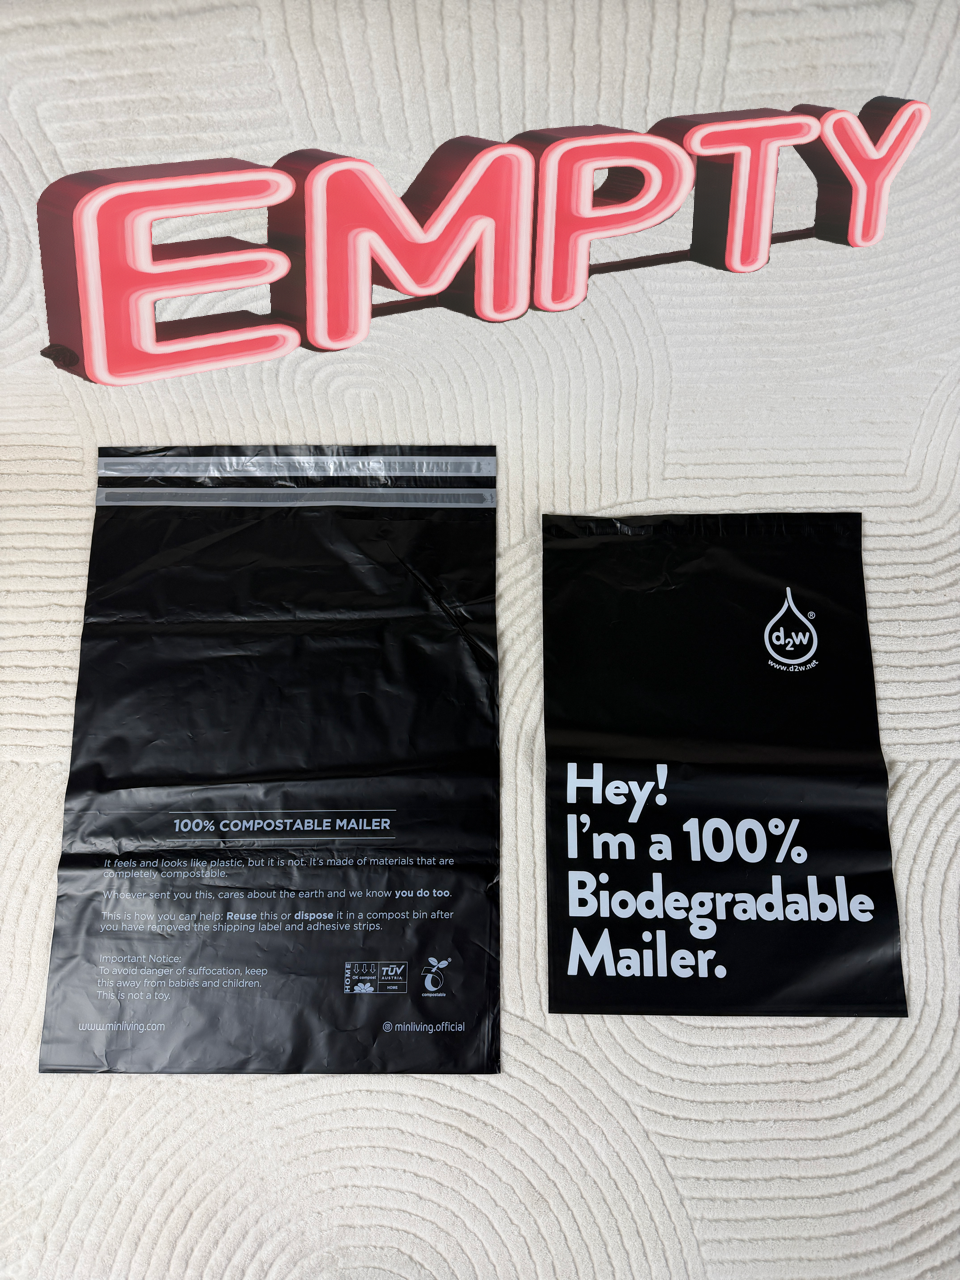 EMPTY
100% COMPOSTABLE MAILER
It feels and looks like plastic, but it is not. It's made of materials that are
completely compostable.
Whoever sent you this, cares about the earth and we know you do too.
This is how you can help: Reuse this or dispose it in a compost bin after
you have removed the shipping label and adhesive strips.
Important Notice:
To avoid danger of suffocation, keep
this away from babies and children.
This is not a toy.
HOME
OK compost
TÜV
AUSTRIA
HOME
®
compostable
www.minliving.com
minliving.official
d2w
®
www.d2w.net
Hey!
I'm a 100%
Biodegradable
Mailer.